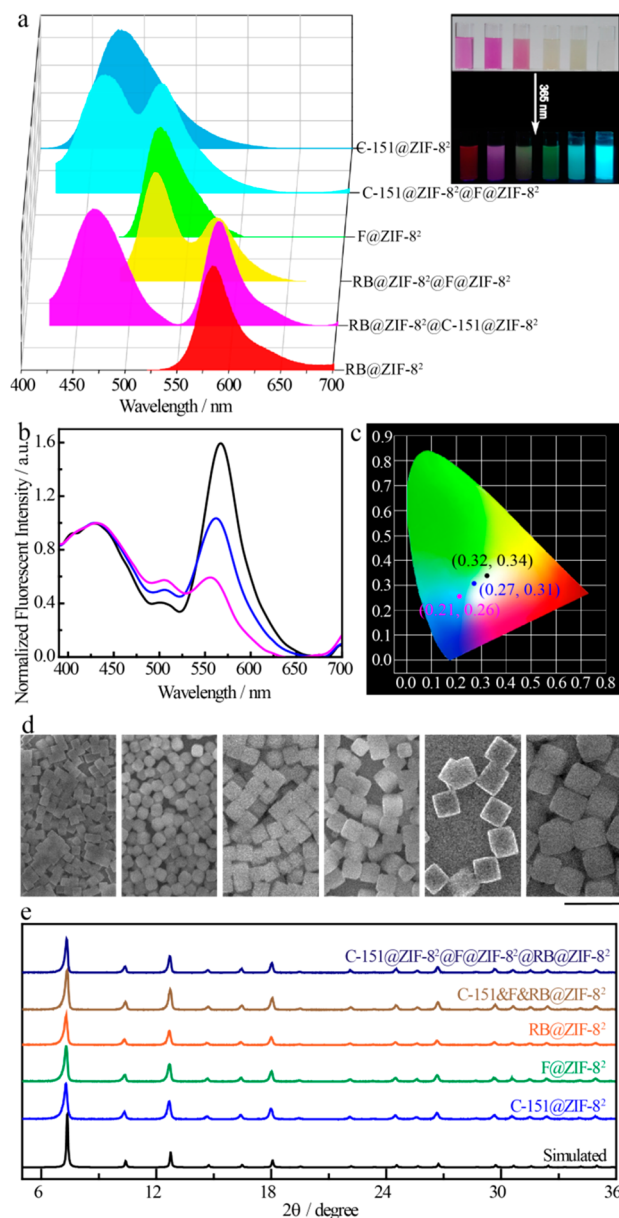 a
365 nm
C-151@ZIF-8²
C-151@ZIF-8²@F@ZIF-8²
F@ZIF-8²
RB@ZIF-8²@F@ZIF-8²
RB@ZIF-8²@C-151@ZIF-8²
RB@ZIF-8²
400 450 500 550 600 650 700
Wavelength / nm
b
Normalized Fluorescent Intensity / a.u.
1.6
1.2
0.8
0.4
0.0
400 450 500 550 600 650 700
Wavelength / nm
c
0.9
0.8
0.7
0.6
0.5
0.4
0.3
0.2
0.1
0.0
(0.32, 0.34)
(0.27, 0.31)
(0.21, 0.26)
0.0 0.1 0.2 0.3 0.4 0.5 0.6 0.7 0.8
d
e
C-151@ZIF-8²@F@ZIF-8²@RB@ZIF-8²
C-151&F&RB@ZIF-8²
RB@ZIF-8²
F@ZIF-8²
C-151@ZIF-8²
Simulated
6 12 18 24 30 36
2θ / degree